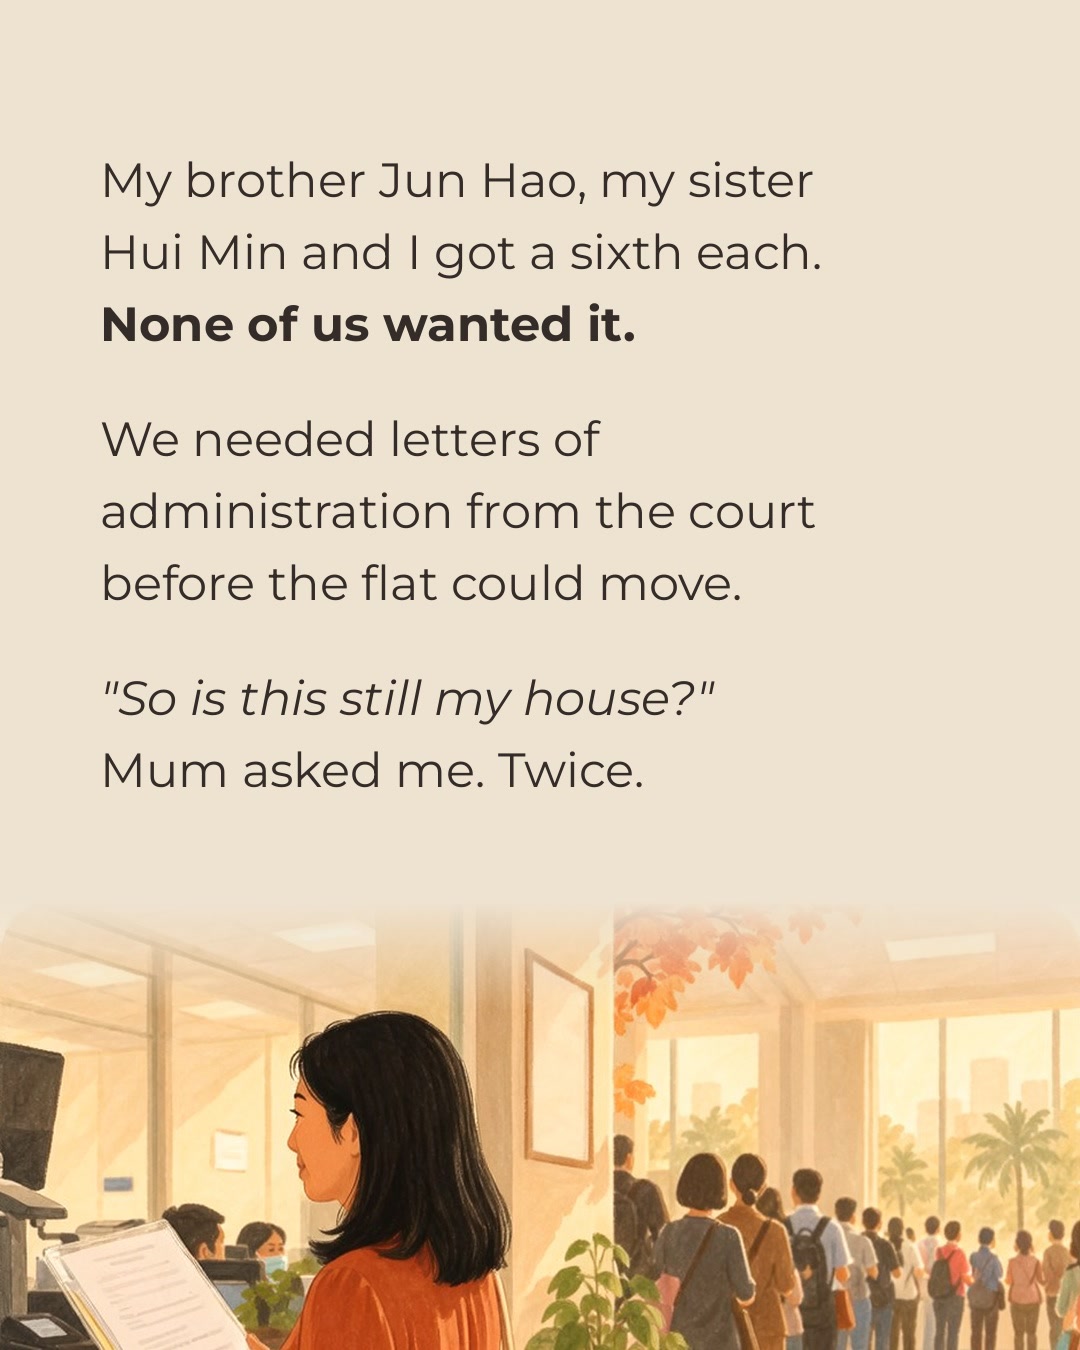 My brother Jun Hao, my sister
Hui Min and I got a sixth each.
None of us wanted it.
We needed letters of
administration from the court
before the flat could move.
"So is this still my house?"
Mum asked me. Twice.